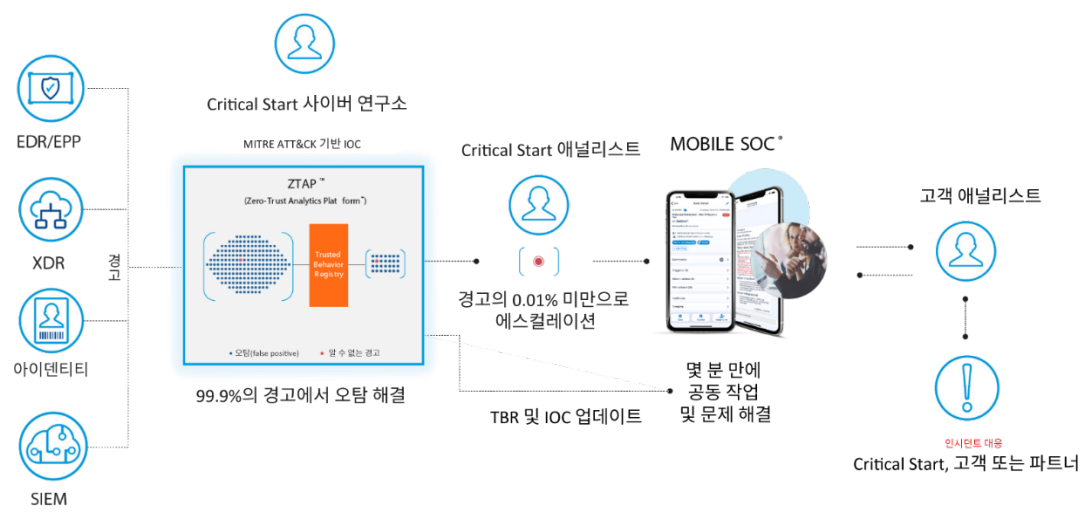 EDR/EPP
XDR
아이덴티티
SIEM
경고
Critical Start 사이버 연구소
MITRE ATT&CK 기반 IOC
ZTAP ™
(Zero-Trust Analytics Plat form™)
Trusted
Behavior
Registry
• 오탐(false positive)
• 알 수 없는 경고
99.9%의 경고에서 오탐 해결
Critical Start 애널리스트
경고의 0.01% 미만으로
에스컬레이션
TBR 및 IOC 업데이트
MOBILE SOC®
몇 분 만에
공동 작업
및 문제 해결
고객 애널리스트
인시던트 대응
Critical Start, 고객 또는 파트너